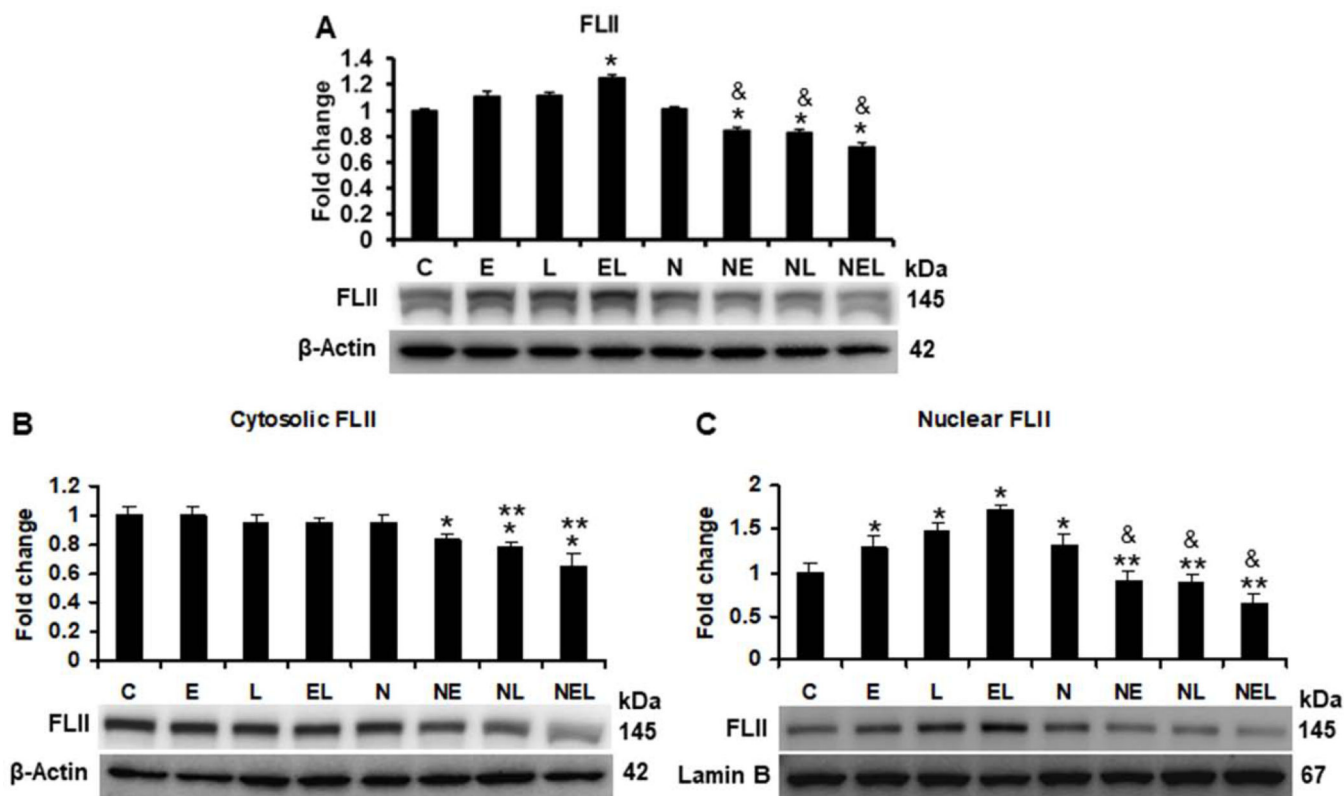 A
FLII
1.4
1.2
1
0.8
0.6
0.4
0.2
0
Fold change
*
& & &
* * *
C E L EL N NE NL NEL kDa
FLII 145
β-Actin 42
B
Cytosolic FLII
1.2
1
0.8
0.6
0.4
0.2
0
Fold change
** **
* * *
C E L EL N NE NL NEL kDa
FLII 145
β-Actin 42
C
Nuclear FLII
2
1.5
1
0.5
0
Fold change
* * * *
& & &
** ** **
C E L EL N NE NL NEL kDa
FLII 145
Lamin B 67